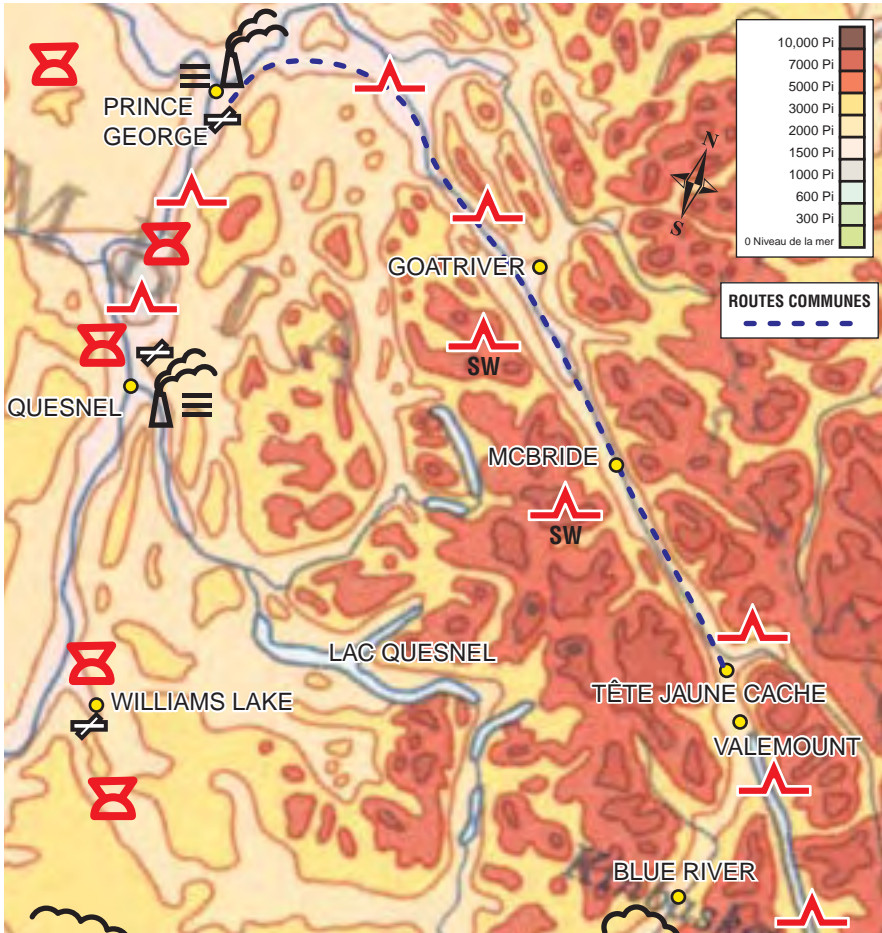 10,000 Pi
7000 Pi
5000 Pi
3000 Pi
2000 Pi
1500 Pi
1000 Pi
600 Pi
300 Pi
0 Niveau de la mer
PRINCE
GEORGE
N
S
GOATRIVER
ROUTES COMMUNES
SW
QUESNEL
MCBRIDE
SW
LAC QUESNEL
TÊTE JAUNE CACHE
WILLIAMS LAKE
VALEMOUNT
BLUE RIVER